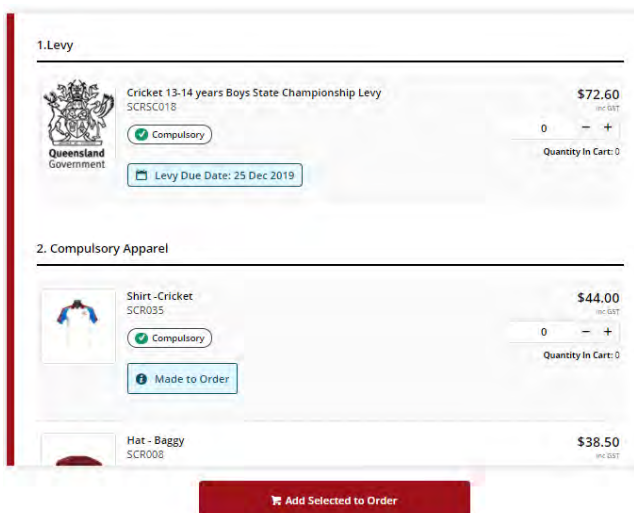 1.Levy
Cricket 13-14 years Boys State Championship Levy
$72.60
SCRSC018
inc GST
Compulsory
0 − +
Quantity In Cart: 0
Queensland
Government
Levy Due Date: 25 Dec 2019
2. Compulsory Apparel
Shirt -Cricket
$44.00
SCR035
inc GST
Compulsory
0 − +
Quantity In Cart: 0
Made to Order
Hat - Baggy
$38.50
SCR008
inc GST
Add Selected to Order